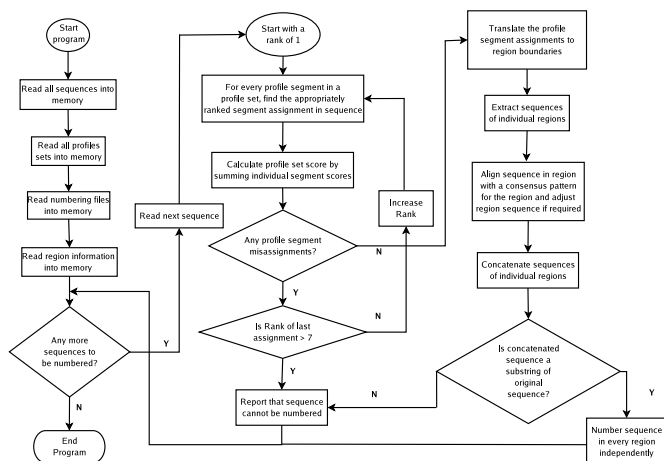 Start
program
Read all sequences into
memory
Read all profiles
sets into memory
Read numbering files
into memory
Read region information
into memory
Any more
sequences to
be numbered?
Y
N
End
Program
Read next sequence
Start with a
rank of 1
For every profile segment in a
profile set, find the appropriately
ranked segment assignment in sequence
Calculate profile set score by
summing individual segment scores
Increase
Rank
Any profile segment
misassignments?
N
Y
Is Rank of last
assignment > 7
N
Y
Report that sequence
cannot be numbered
Translate the profile
segment assignments to
region boundaries
Extract sequences
of individual regions
Align sequence in region
with a consensus pattern
for the region and adjust
region sequence if required
Concatenate sequences
of individual regions
Is concatenated
sequence a
substring of
original
sequence?
N
Y
Number sequence
in every region
independently